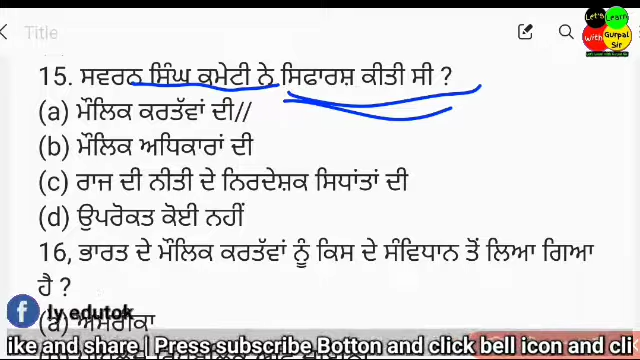 Title
Let's Learn
With Gurpal
Sir
15. ਸਵਰਨ ਸਿੰਘ ਕਮੇਟੀ ਨੇ ਸਿਫਾਰਸ਼ ਕੀਤੀ ਸੀ ?
(a) ਮੌਲਿਕ ਕਰਤੱਵਾਂ ਦੀ//
(b) ਮੌਲਿਕ ਅਧਿਕਾਰਾਂ ਦੀ
(c) ਰਾਜ ਦੀ ਨੀਤੀ ਦੇ ਨਿਰਦੇਸ਼ਕ ਸਿਧਾਂਤਾਂ ਦੀ
(d) ਉਪਰੋਕਤ ਕੋਈ ਨਹੀਂ
16, ਭਾਰਤ ਦੇ ਮੌਲਿਕ ਕਰਤੱਵਾਂ ਨੂੰ ਕਿਸ ਦੇ ਸੰਵਿਧਾਨ ਤੋਂ ਲਿਆ ਗਿਆ
ਹੈ ?
f ly edutok
(a) ਅਮਰੀਕਾ
ike and share | Press subscribe Botton and click bell icon and cli